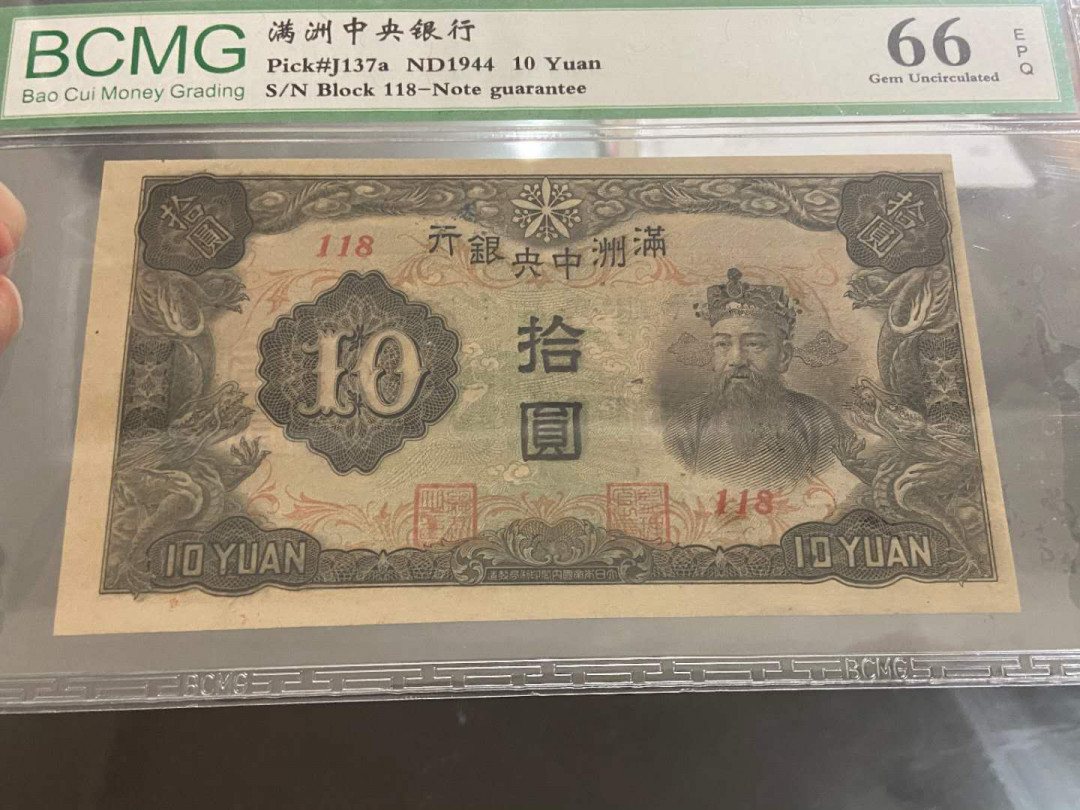 BCMG
Bao Cui Money Grading
满洲中央银行
Pick#J137a ND1944 10 Yuan
S/N Block 118-Note guarantee
66
Gem Uncirculated
EPQ
拾圓
拾圓
118
滿洲中央銀行
10
拾圓
118
10 YUAN
10 YUAN
BCMG
BCMG